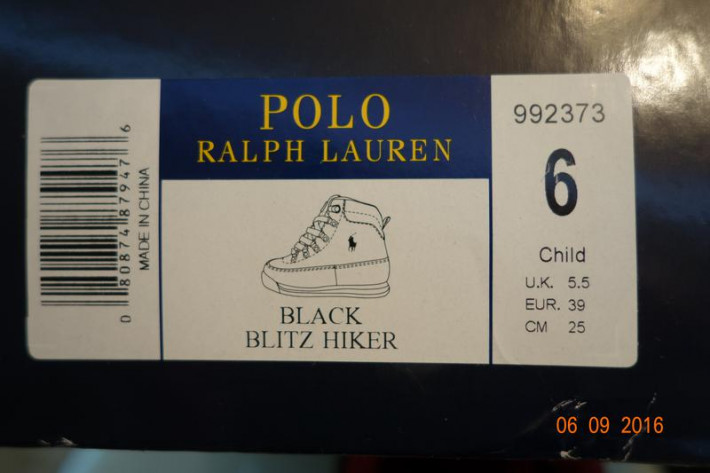 0 80874 87947 6
MADE IN CHINA
POLO
RALPH LAUREN
BLACK
BLITZ HIKER
992373
6
Child
U.K. 5.5
EUR. 39
CM 25
06 09 2016